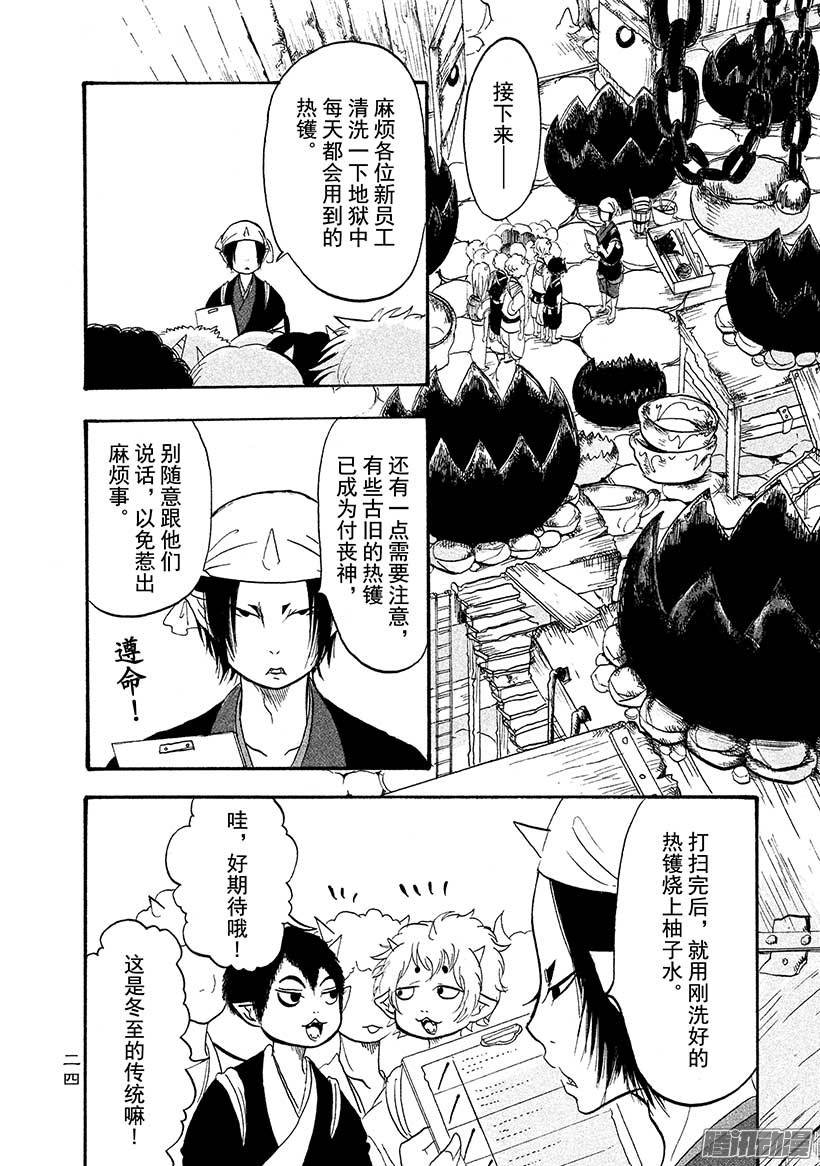 接下来——
麻烦各位新员工
清洗一下地狱中
每天都会用到的
热镬。
还有一点需要注意，
有些古旧的热镬
已成为付丧神，
别随意跟他们
说话，以免惹出
麻烦事。
遵命！
打扫完后，就用刚洗好的
热镬烧上柚子水。
哇，好期待哦！
这是冬至的传统嘛！
二四
腾讯动漫